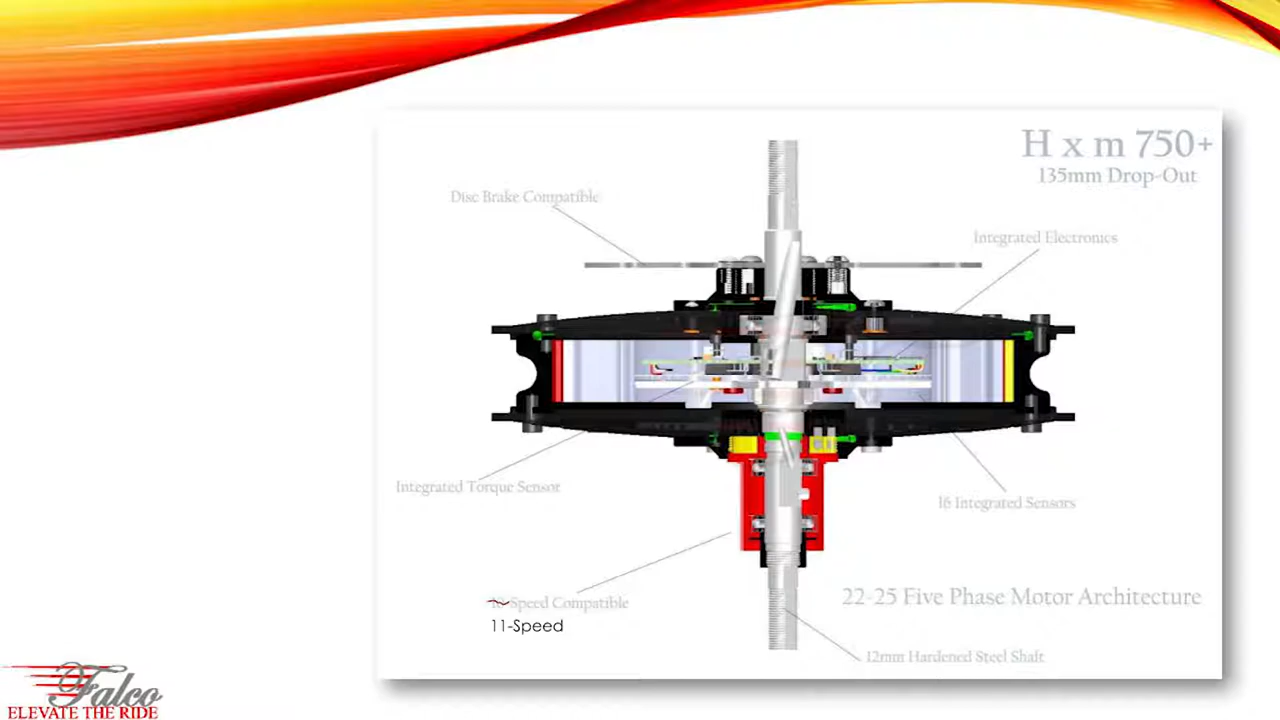 H x m 750+
135mm Drop-Out
Disc Brake Compatible
Integrated Electronics
Integrated Torque Sensor
16 Integrated Sensors
22-25 Five Phase Motor Architecture
Speed Compatible
11-Speed
12mm Hardened Steel Shaft
Falco
ELEVATE THE RIDE